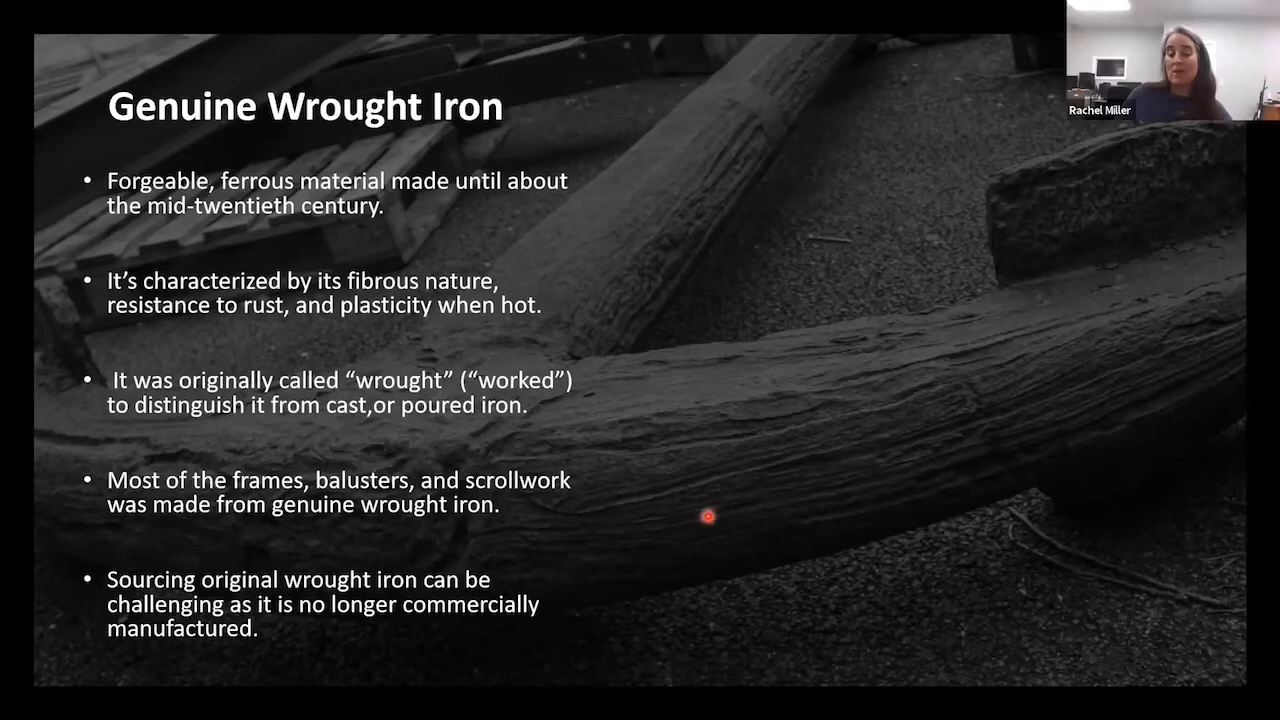 Genuine Wrought Iron
Rachel Miller
• Forgeable, ferrous material made until about
the mid-twentieth century.
• It’s characterized by its fibrous nature,
resistance to rust, and plasticity when hot.
• It was originally called “wrought” (“worked”)
to distinguish it from cast,or poured iron.
• Most of the frames, balusters, and scrollwork
was made from genuine wrought iron.
• Sourcing original wrought iron can be
challenging as it is no longer commercially
manufactured.